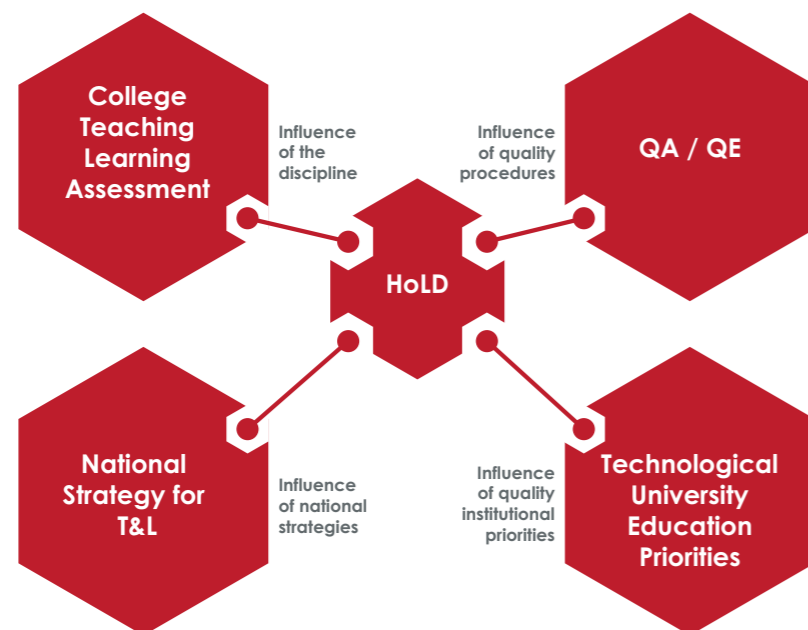 College
Teaching
Learning
Assessment
Influence
of the
discipline
Influence
of quality
procedures
QA / QE
HoLD
National
Strategy for
T&L
Influence
of national
strategies
Influence
of quality
institutional
priorities
Technological
University
Education
Priorities